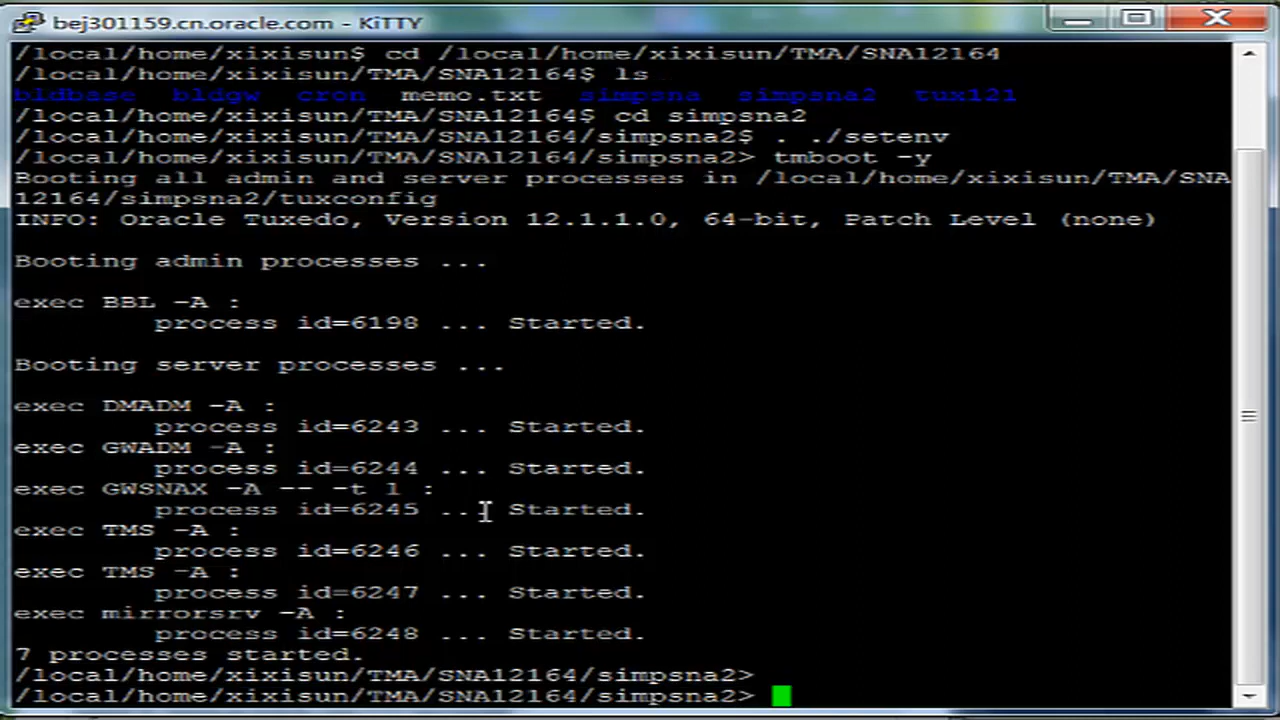 bej301159.cn.oracle.com - KiTTY
/local/home/xixisun$ cd /local/home/xixisun/TMA/SNA12164
/local/home/xixisun/TMA/SNA12164$ ls
bldbase bldgw cron memo.txt simpsna simpsna2 tux121
/local/home/xixisun/TMA/SNA12164$ cd simpsna2
/local/home/xixisun/TMA/SNA12164/simpsna2$ . ./setenv
/local/home/xixisun/TMA/SNA12164/simpsna2> tmboot -y
Booting all admin and server processes in /local/home/xixisun/TMA/SNA
12164/simpsna2/tuxconfig
INFO: Oracle Tuxedo, Version 12.1.1.0, 64-bit, Patch Level (none)
Booting admin processes ...
exec BBL -A :
process id=6198 ... Started.
Booting server processes ...
exec DMADM -A :
process id=6243 ... Started.
exec GWADM -A :
process id=6244 ... Started.
exec GWSNAX -A -- -t 1 :
process id=6245 ... Started.
exec TMS -A :
process id=6246 ... Started.
exec TMS -A :
process id=6247 ... Started.
exec mirrorsrv -A :
process id=6248 ... Started.
7 processes started.
/local/home/xixisun/TMA/SNA12164/simpsna2>
/local/home/xixisun/TMA/SNA12164/simpsna2>